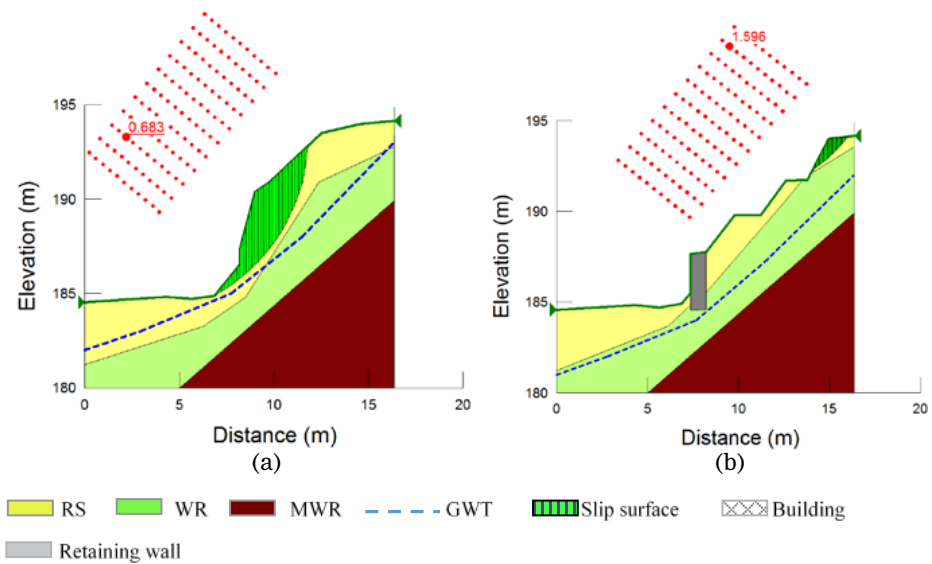 0.683
195
190
185
180
Elevation (m)
0 5 10 15 20
Distance (m)
(a)
1.596
195
190
185
180
Elevation (m)
0 5 10 15 20
Distance (m)
(b)
RS WR MWR GWT Slip surface Building
Retaining wall